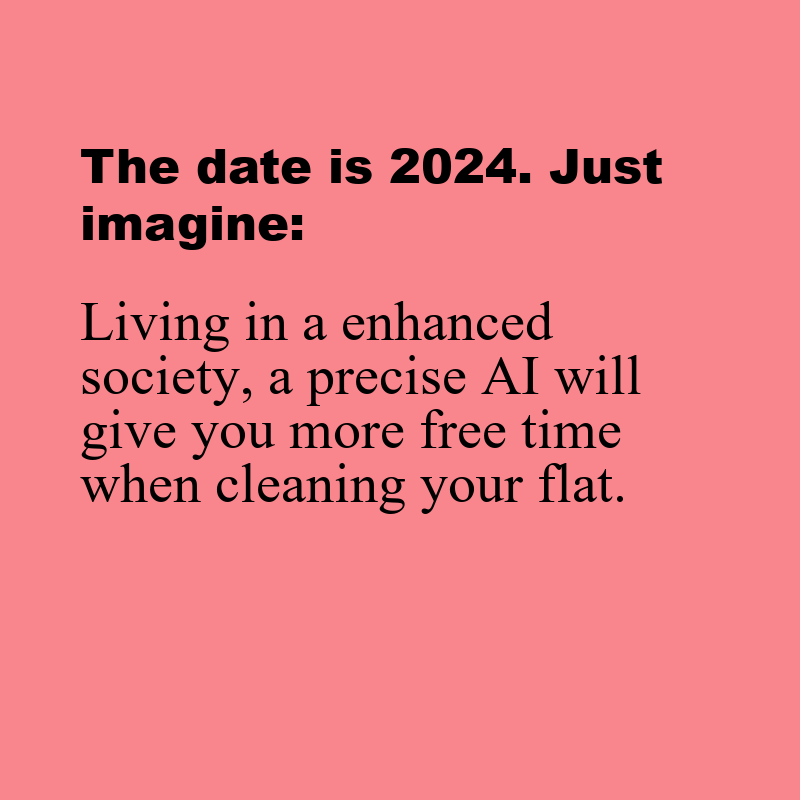 The date is 2024. Just
imagine:
Living in a enhanced
society, a precise AI will
give you more free time
when cleaning your flat.